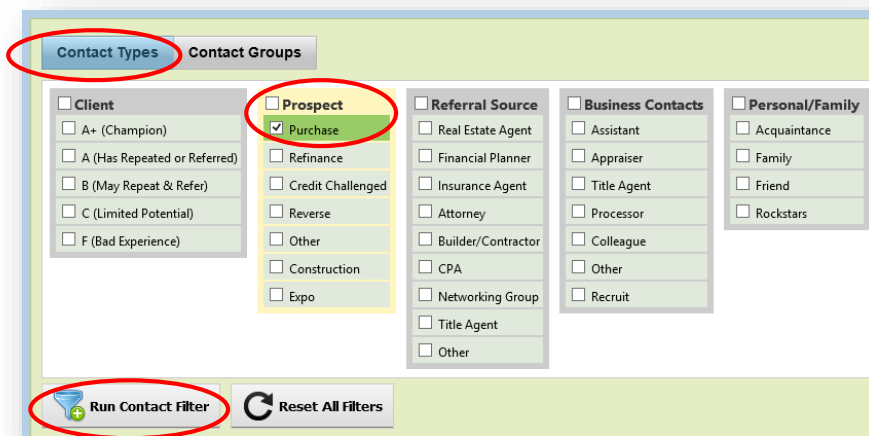 Contact Types
Contact Groups
Client
A+ (Champion)
A (Has Repeated or Referred)
B (May Repeat & Refer)
C (Limited Potential)
F (Bad Experience)
Prospect
Purchase
Refinance
Credit Challenged
Reverse
Other
Construction
Expo
Referral Source
Real Estate Agent
Financial Planner
Insurance Agent
Attorney
Builder/Contractor
CPA
Networking Group
Title Agent
Other
Business Contacts
Assistant
Appraiser
Title Agent
Processor
Colleague
Other
Recruit
Personal/Family
Acquaintance
Family
Friend
Rockstars
Run Contact Filter
Reset All Filters